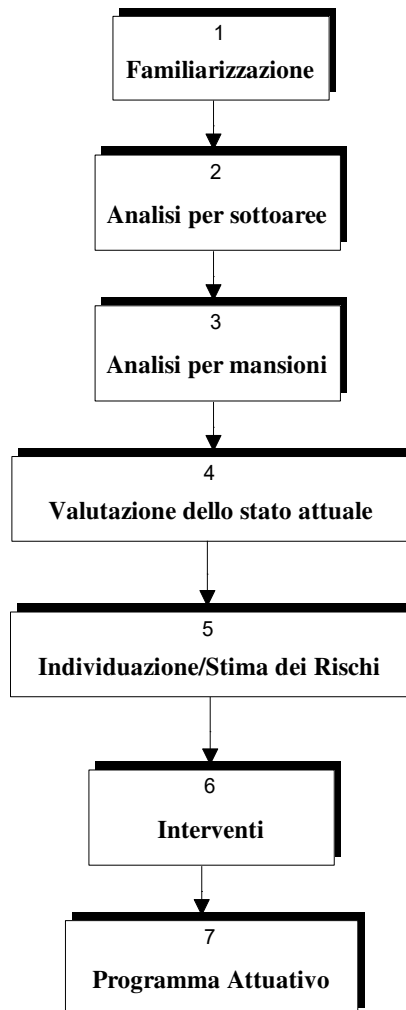 1
Familiarizzazione
2
Analisi per sottoaree
3
Analisi per mansioni
4
Valutazione dello stato attuale
5
Individuazione/Stima dei Rischi
6
Interventi
7
Programma Attuativo